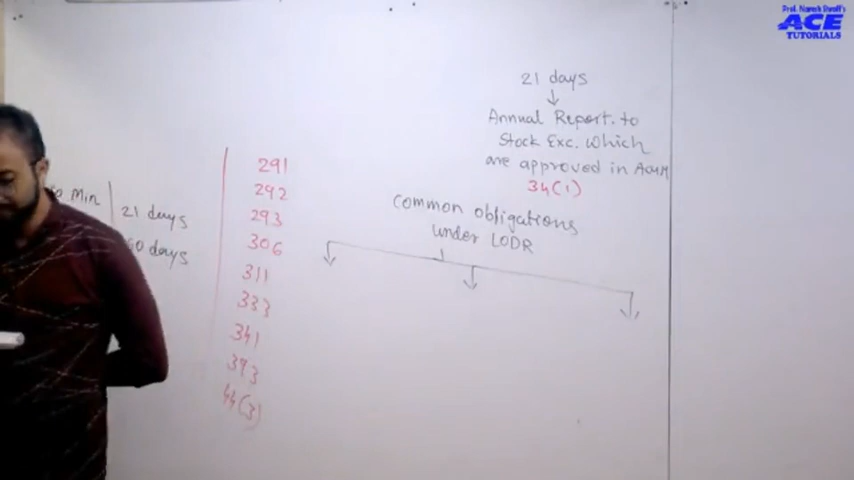 Prof. Naresh Shroff's
ACE
TUTORIALS
21 days
Annual Report. to
Stock Exc. Which
are approved in AGM
34(1)
Common obligations
under LODR
Min
21 days
days
291
292
293
306
311
333
341
393
44(3)